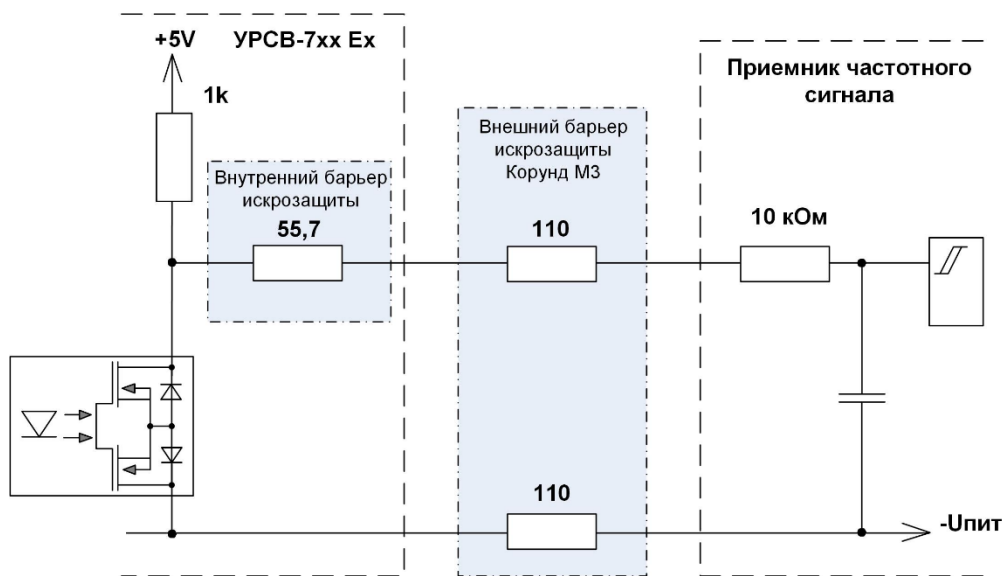 УРСВ-7xx Ex
+5V
1k
Внутренний барьер
искрозащиты
55,7
Внешний барьер
искрозащиты
Корунд М3
110
110
Приемник частотного
сигнала
10 кОм
-Uпит